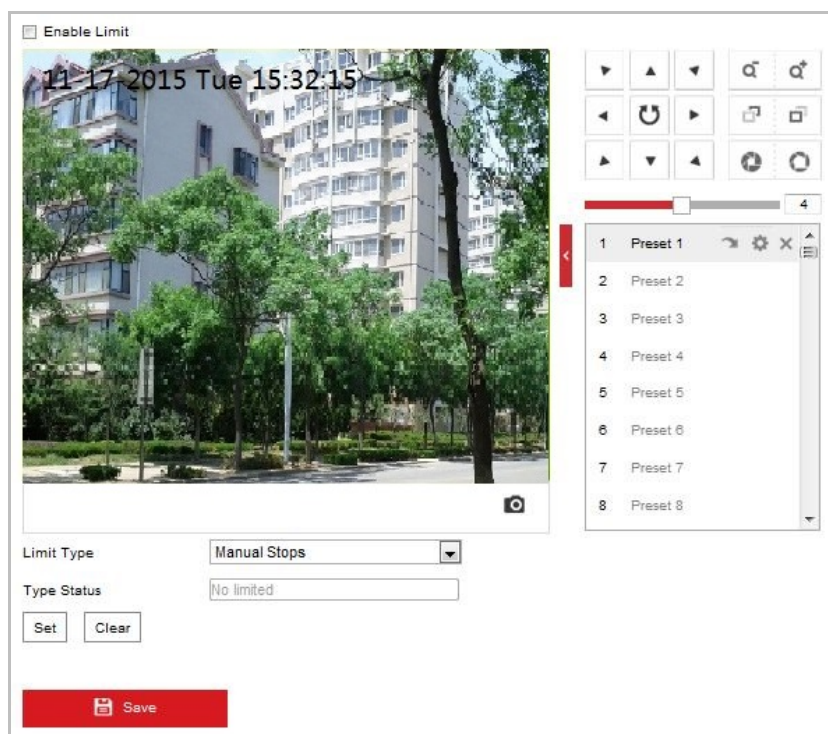 Enable Limit
11-17-2015 Tue 15:32:15
4
1 Preset 1
2 Preset 2
3 Preset 3
4 Preset 4
5 Preset 5
6 Preset 6
7 Preset 7
8 Preset 8
Limit Type Manual Stops
Type Status No limited
Set Clear
Save